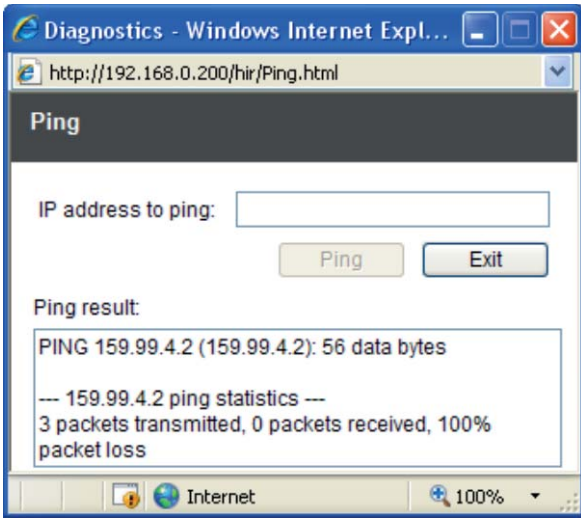 Diagnostics - Windows Internet Expl...
http://192.168.0.200/hir/Ping.html
Ping
IP address to ping:
Ping
Exit
Ping result:
PING 159.99.4.2 (159.99.4.2): 56 data bytes
--- 159.99.4.2 ping statistics ---
3 packets transmitted, 0 packets received, 100%
packet loss
Internet
100%